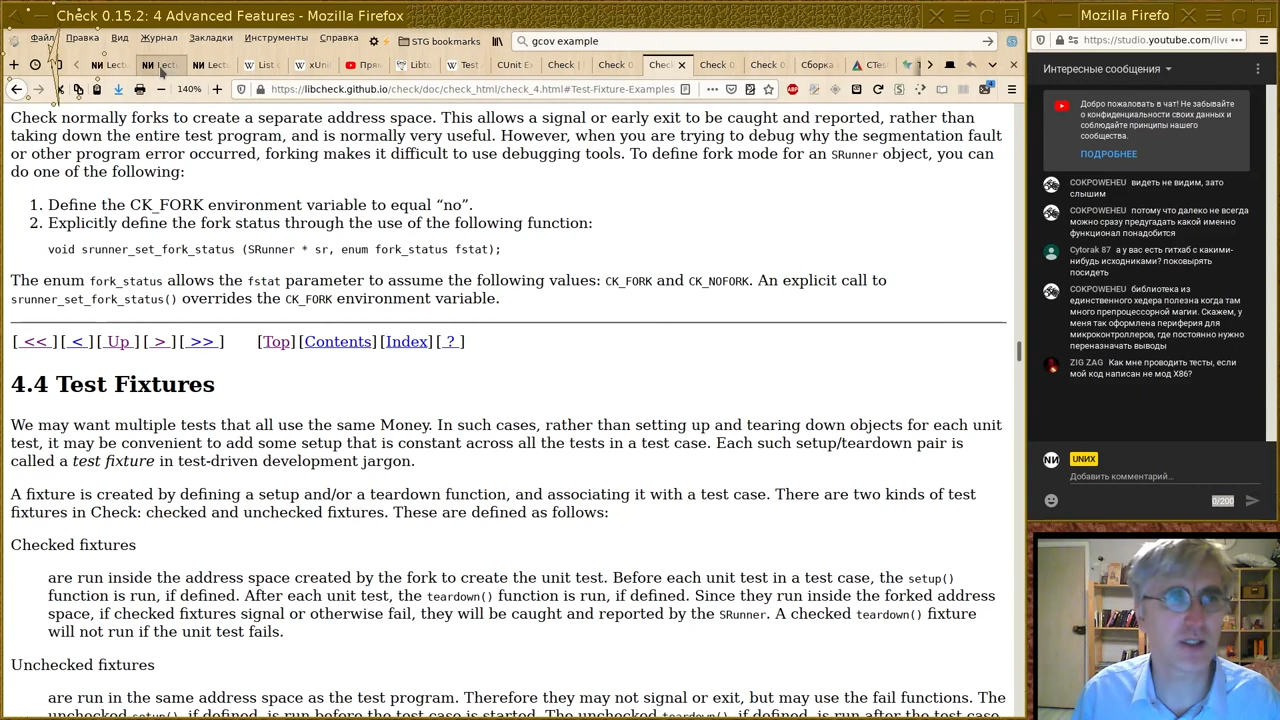 Check 0.15.2: 4 Advanced Features - Mozilla Firefox
Файл Правка Вид Журнал Закладки Инструменты Справка
STG bookmarks
gcov example
Lectu
Lectu
Lectu
List o
xUni
Прям
Libto
Test
CUnit E
Check |
Check 0
Check
Check 0
Check 0
Сборка
CTes
140%
https://libcheck.github.io/check/doc/check_html/check_4.html#Test-Fixture-Examples
Check normally forks to create a separate address space. This allows a signal or early exit to be caught and reported, rather than
taking down the entire test program, and is normally very useful. However, when you are trying to debug why the segmentation fault
or other program error occurred, forking makes it difficult to use debugging tools. To define fork mode for an SRunner object, you can
do one of the following:
1. Define the CK_FORK environment variable to equal “no”.
2. Explicitly define the fork status through the use of the following function:
void srunner_set_fork_status (SRunner * sr, enum fork_status fstat);
The enum fork_status allows the fstat parameter to assume the following values: CK_FORK and CK_NOFORK. An explicit call to
srunner_set_fork_status() overrides the CK_FORK environment variable.
[ << ][ < ][ Up ][ > ][ >> ] [Top][Contents][Index][ ? ]
4.4 Test Fixtures
We may want multiple tests that all use the same Money. In such cases, rather than setting up and tearing down objects for each unit
test, it may be convenient to add some setup that is constant across all the tests in a test case. Each such setup/teardown pair is
called a test fixture in test-driven development jargon.
A fixture is created by defining a setup and/or a teardown function, and associating it with a test case. There are two kinds of test
fixtures in Check: checked and unchecked fixtures. These are defined as follows:
Checked fixtures
are run inside the address space created by the fork to create the unit test. Before each unit test in a test case, the setup()
function is run, if defined. After each unit test, the teardown() function is run, if defined. Since they run inside the forked address
space, if checked fixtures signal or otherwise fail, they will be caught and reported by the SRunner. A checked teardown() fixture
will not run if the unit test fails.
Unchecked fixtures
are run in the same address space as the test program. Therefore they may not signal or exit, but may use the fail functions. The
unchecked setup(), if defined, is run before the test case is started. The unchecked teardown(), if defined, is run after the test case
Mozilla Firefo
https://studio.youtube.com/live
Интересные сообщения
Добро пожаловать в чат! Не забывайте
о конфиденциальности своих данных и
соблюдайте принципы нашего
сообщества.
ПОДРОБНЕЕ
COKPOWEHEU видеть не видим, зато
слышим
COKPOWEHEU потому что далеко не всегда
можно сразу предугадать какой именно
функционал понадобится
Cytorak 87 а у вас есть гитхаб с какими-
нибудь исходниками? поковырять
посидеть
COKPOWEHEU библиотека из
единственного хедера полезна когда там
много препроцессорной магии. Скажем, у
меня так оформлена периферия для
микроконтроллеров, где постоянно нужно
переназначать выводы
ZIG ZAG Как мне проводить тесты, если
мой код написан не мод X86?
UNИX
Добавить комментарий...
0/200